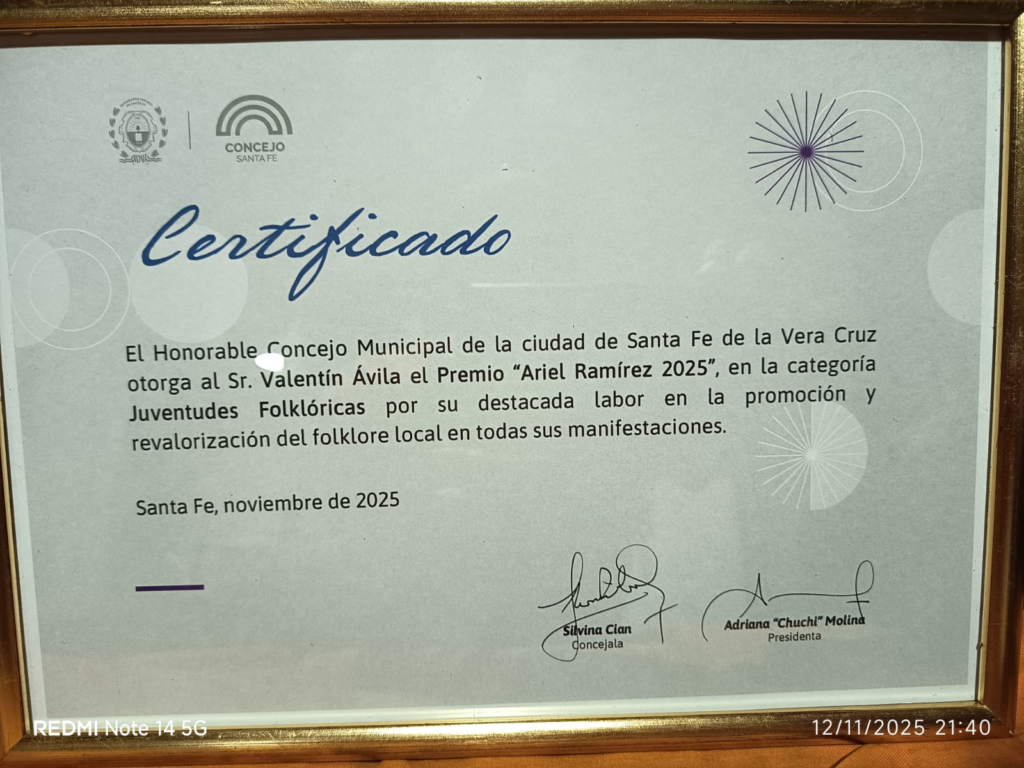 CONCEJO
SANTA FE
Certificado
El Honorable Concejo Municipal de la ciudad de Santa Fe de la Vera Cruz
otorga al Sr. Valentín Ávila el Premio “Ariel Ramírez 2025”, en la categoría
Juventudes Folklóricas por su destacada labor en la promoción y
revalorización del folklore local en todas sus manifestaciones.
Santa Fe, noviembre de 2025
Silvina Cian
Concejala
Adriana “Chuchi” Molina
Presidenta
REDMI Note 14 5G
12/11/2025 21:40